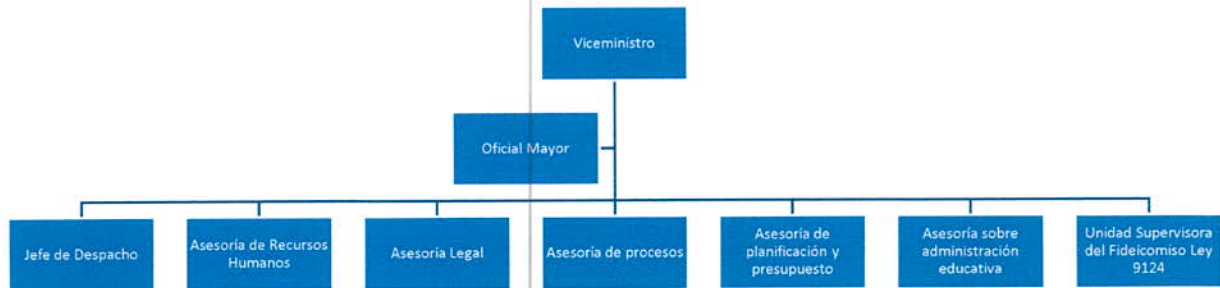 Viceministro
Oficial Mayor
Jefe de Despacho
Asesoría de Recursos
Humanos
Asesoría Legal
Asesoría de procesos
Asesoría de
planificación y
presupuesto
Asesoría sobre
administración
educativa
Unidad Supervisora
del Fideicomiso Ley
9124